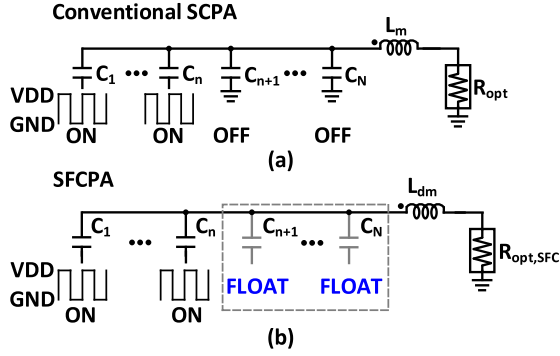 Conventional SCPA
Lm
C1 ••• Cn Cn+1 ••• CN
Ropt
VDD
GND
ON ON OFF OFF
(a)
SFCPA
Ldm
C1 ••• Cn Cn+1 ••• CN
Ropt,SFC
VDD
GND
FLOAT FLOAT
ON ON
(b)